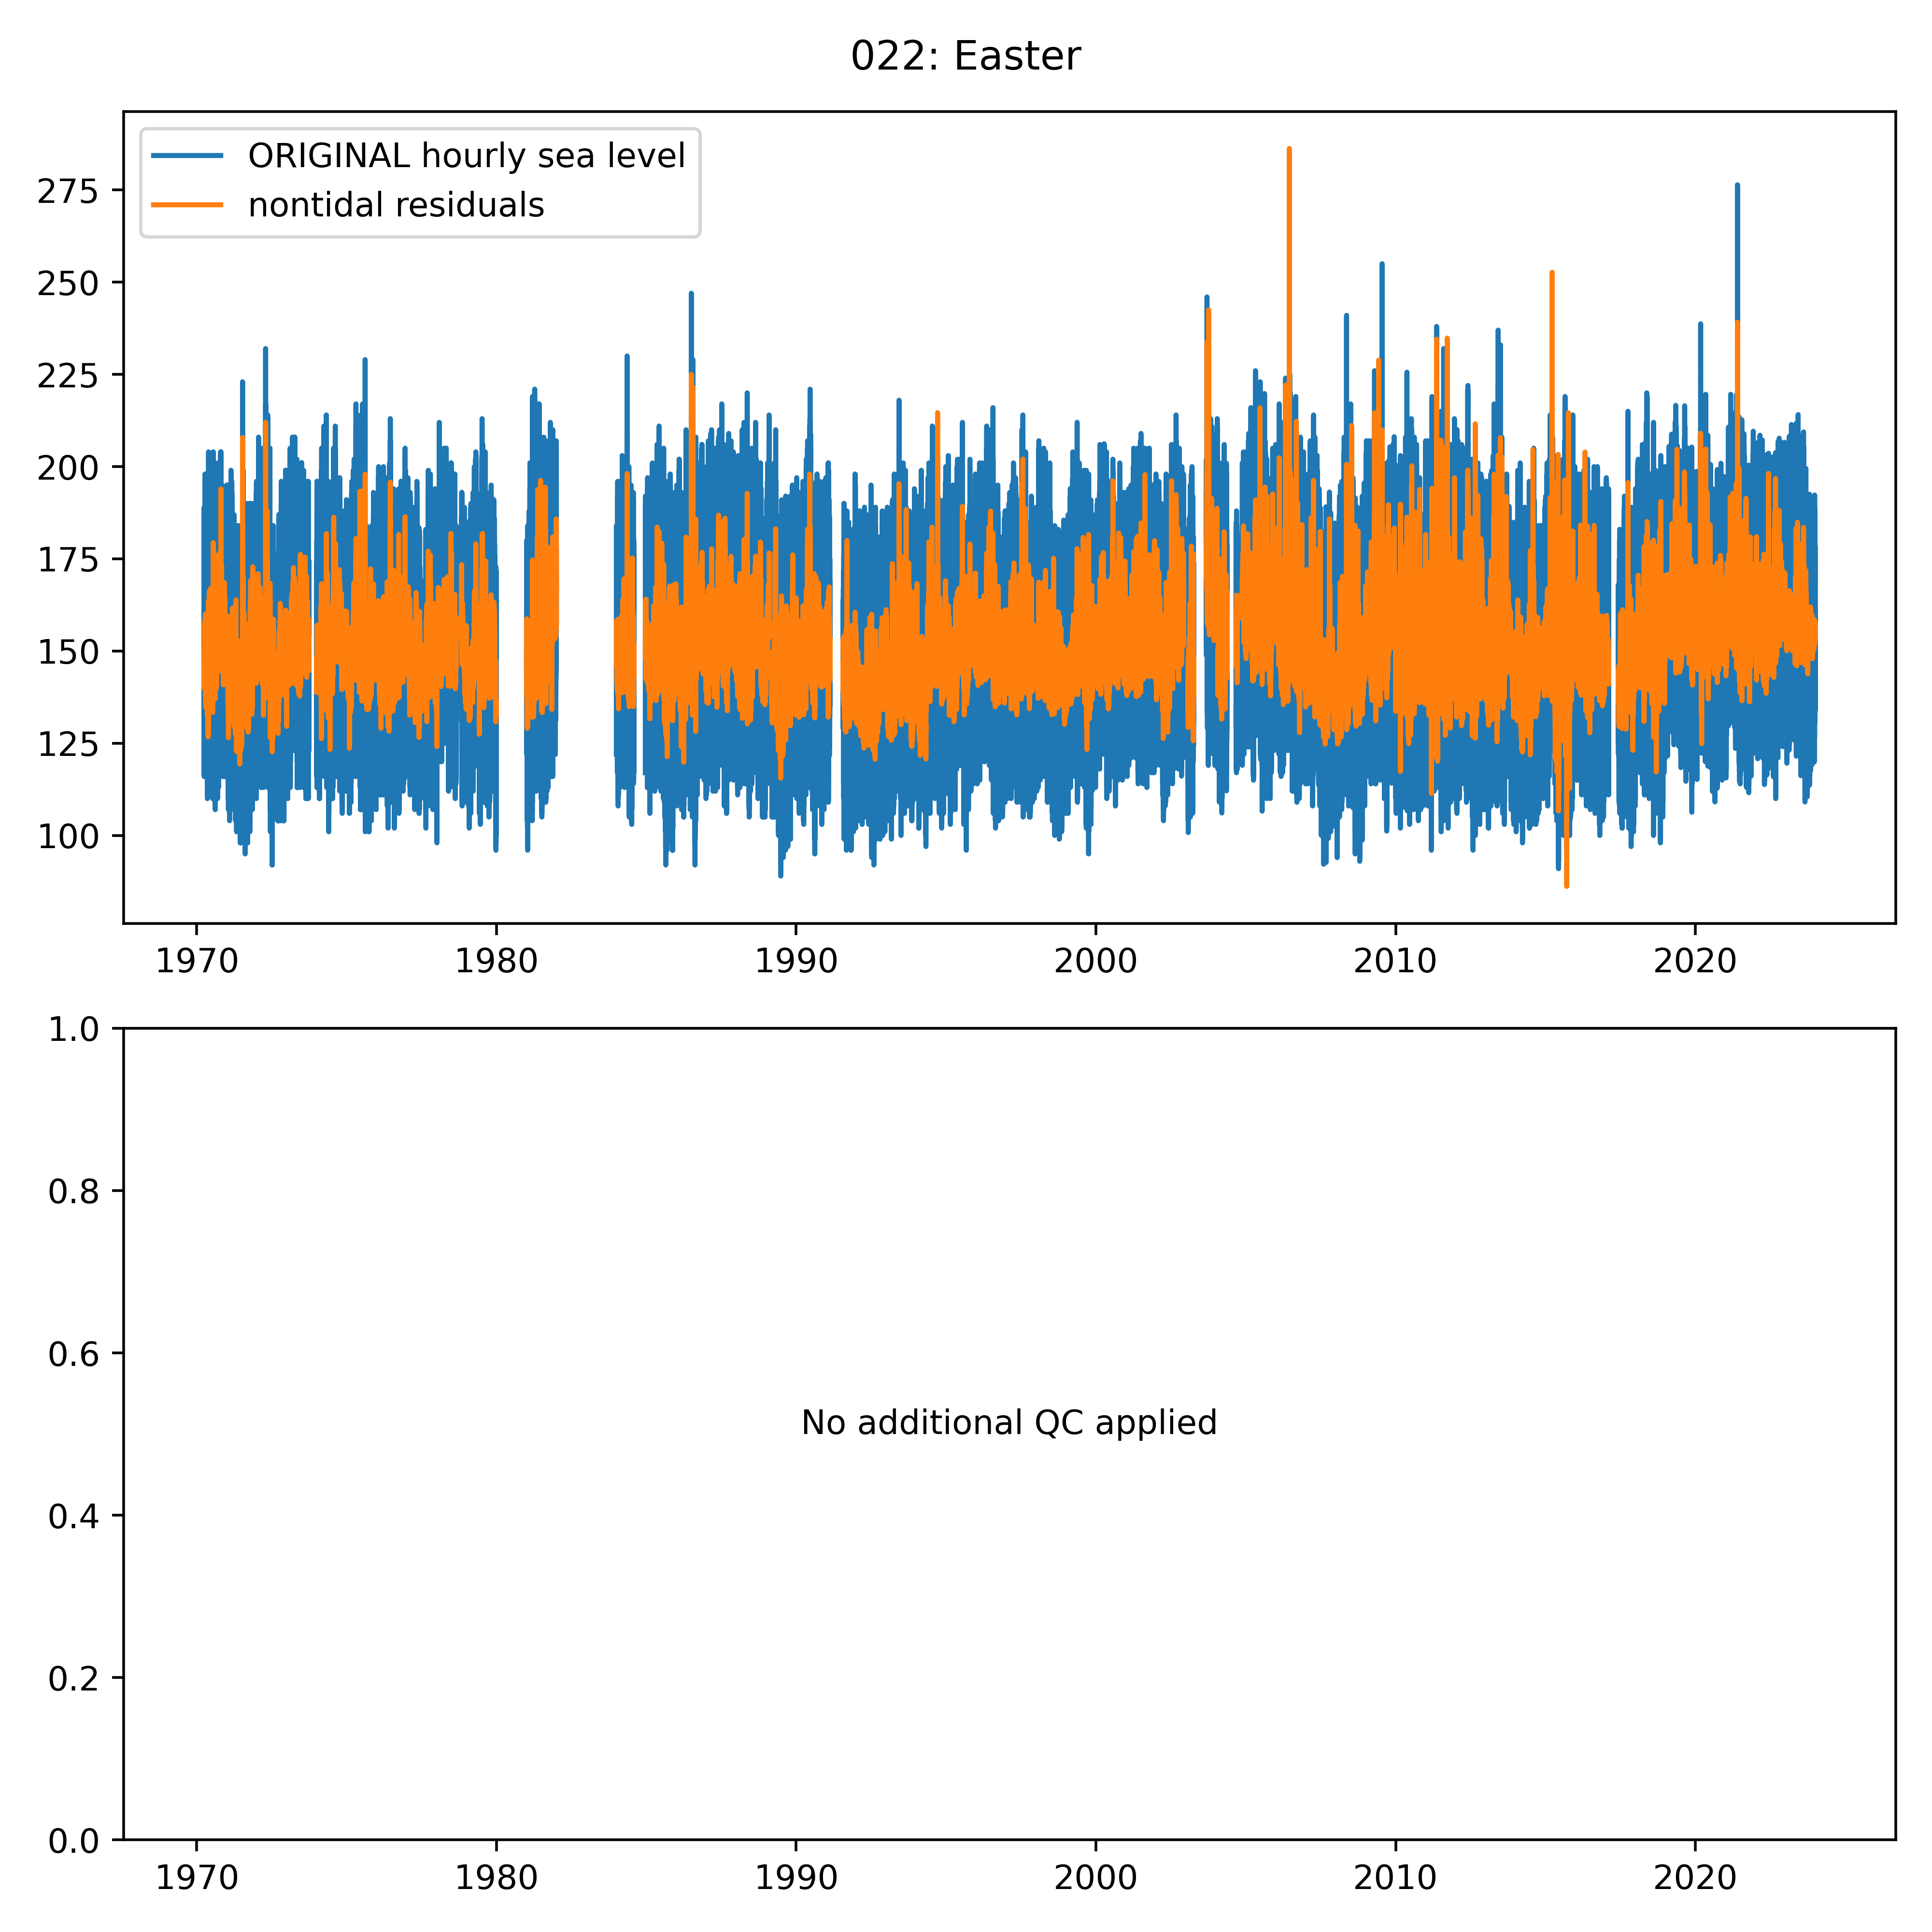 022: Easter
ORIGINAL hourly sea level
nontidal residuals
275
250
225
200
175
150
125
100
1970 1980 1990 2000 2010 2020
1.0
0.8
0.6
No additional QC applied
0.4
0.2
0.0
1970 1980 1990 2000 2010 2020